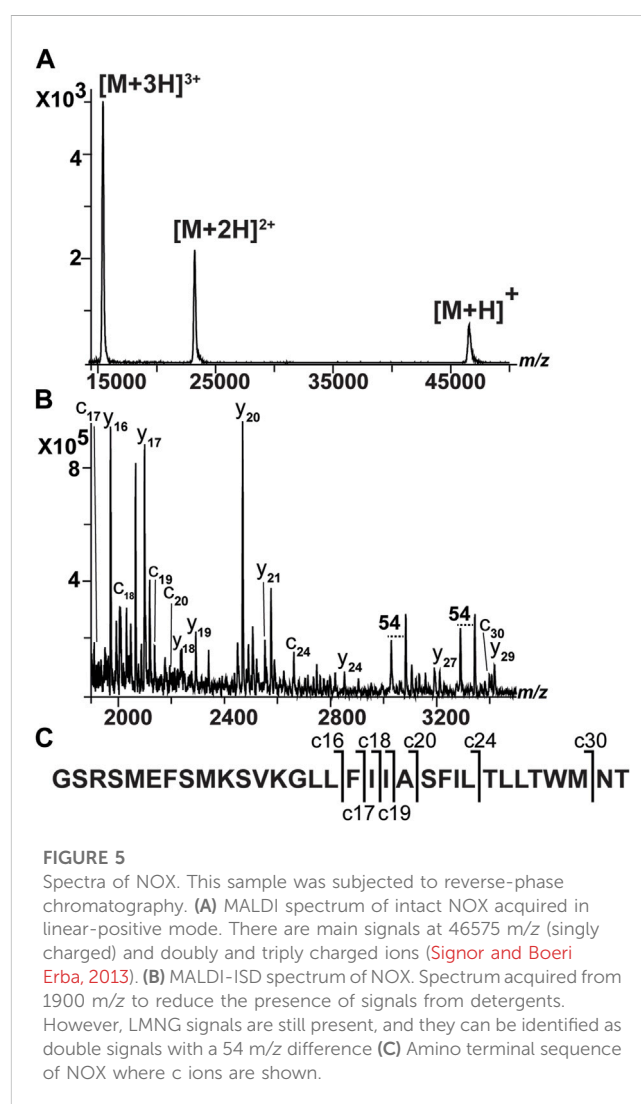 A
[M+3H]³⁺
X10³
4
[M+2H]²⁺
2
[M+H]⁺
m/z
15000 25000 35000 45000
B
C₁₇ y₁₆ y₁₇ y₂₀
X10⁵
8
C₁₉
C₁₈ C₂₀ y₂₁
4
y₁₈ y₁₉ C₂₄ 54 54 C₃₀
y₂₄ y₂₇ y₂₉
m/z
2000 2400 2800 3200
C
c16 c18 c20 c24 c30
GSRSMEFSMKSVKGLLFIIASFILTLLTWMNT
c17 c19
FIGURE 5
Spectra of NOX. This sample was subjected to reverse-phase
chromatography. (A) MALDI spectrum of intact NOX acquired in
linear-positive mode. There are main signals at 46575 m/z (singly
charged) and doubly and triply charged ions (Signor and Boeri
Erba, 2013). (B) MALDI-ISD spectrum of NOX. Spectrum acquired from
1900 m/z to reduce the presence of signals from detergents.
However, LMNG signals are still present, and they can be identified as
double signals with a 54 m/z difference (C) Amino terminal sequence
of NOX where c ions are shown.